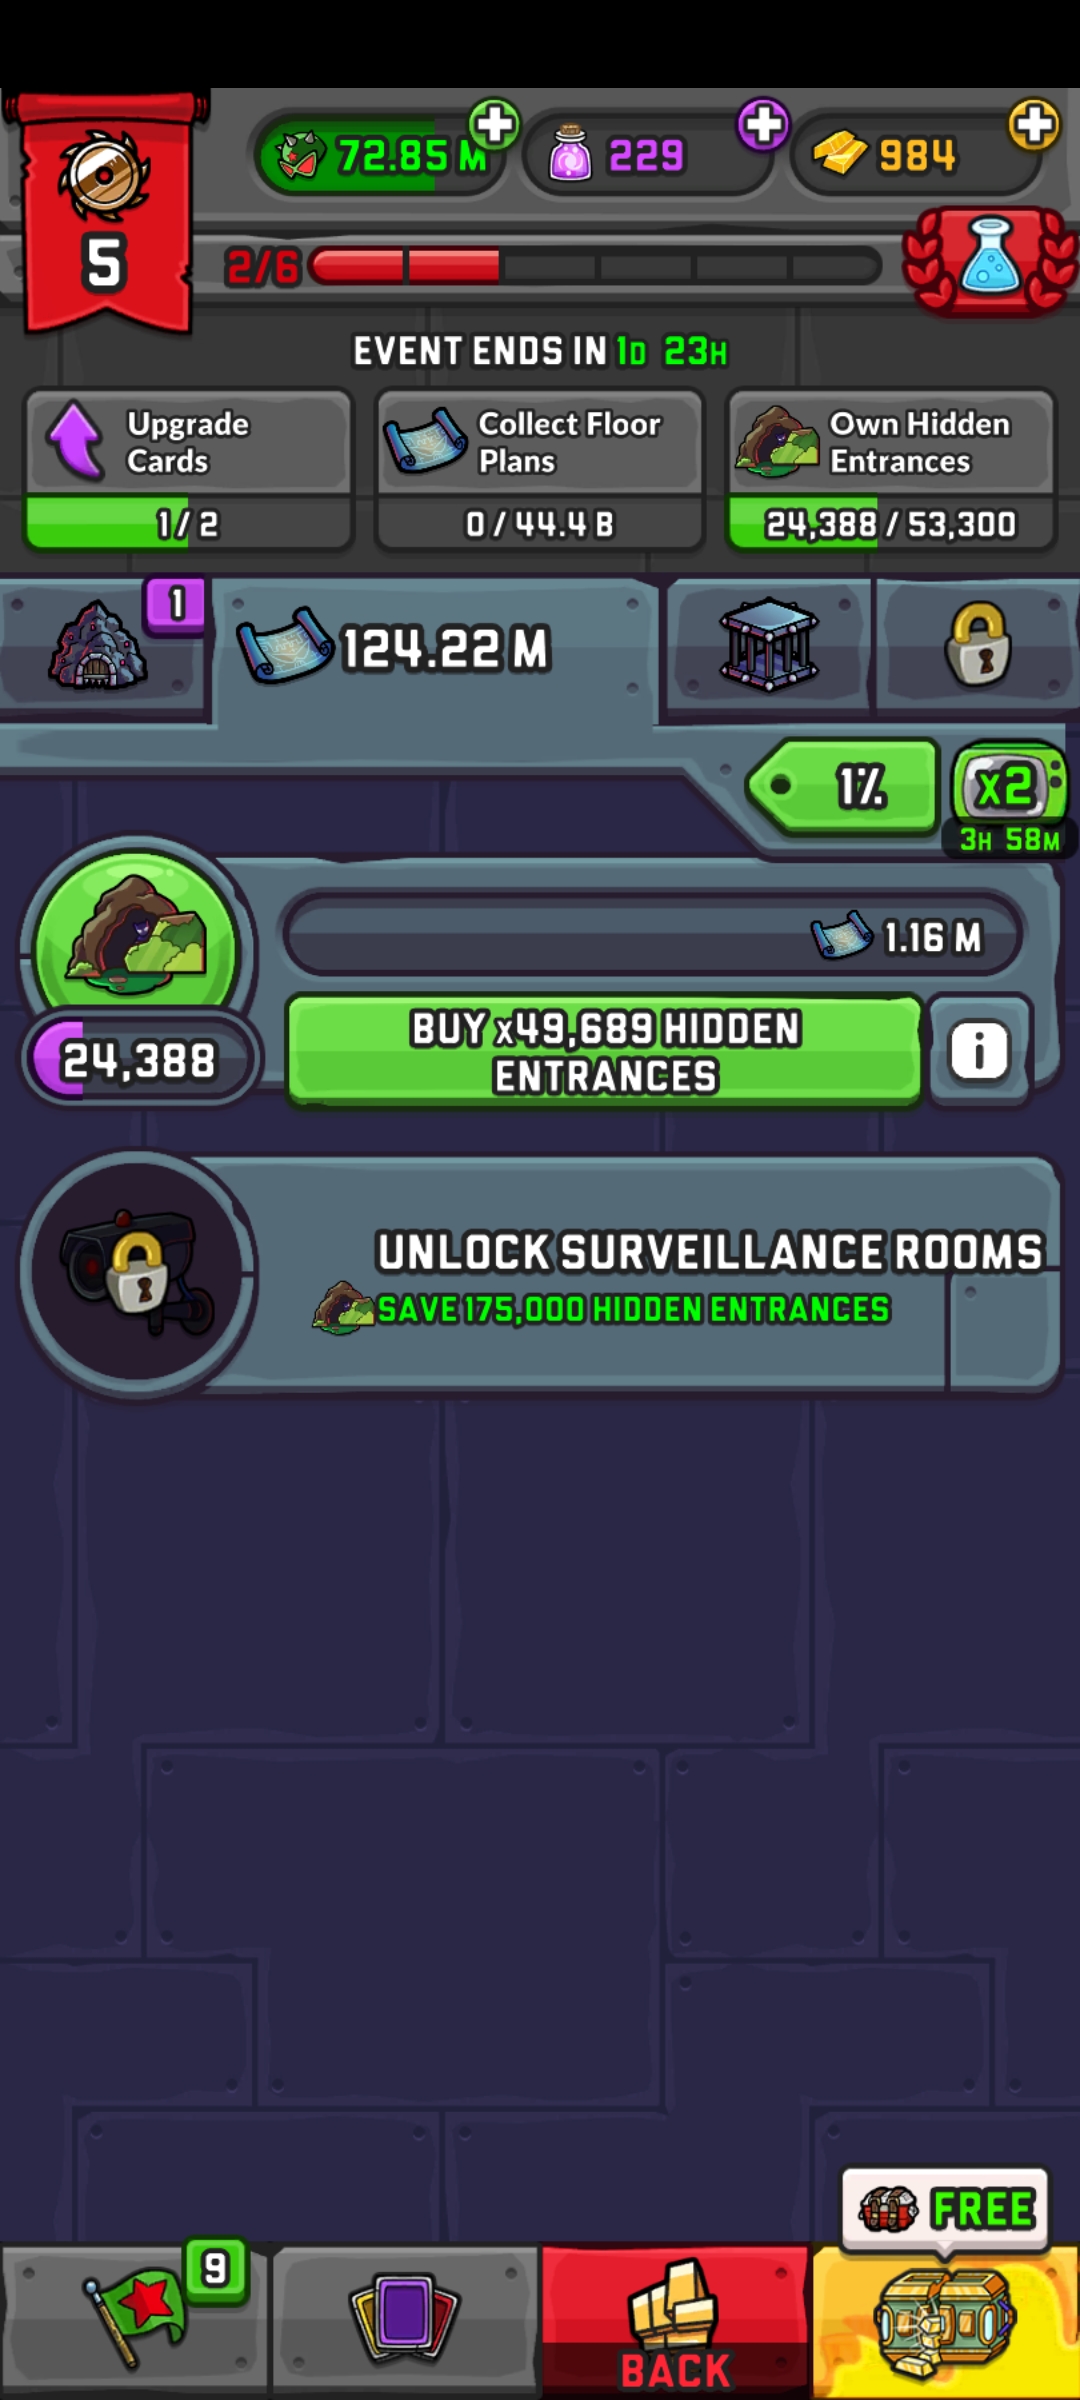 72.85 M
229
984
5
2/6
EVENT ENDS IN 1D 23H
Upgrade
Cards
1 / 2
Collect Floor
Plans
0 / 44.4 B
Own Hidden
Entrances
24,388 / 53,300
1
124.22 M
1%
x2
3H 58M
1.16 M
24,388
BUY x49,689 HIDDEN
ENTRANCES
i
UNLOCK SURVEILLANCE ROOMS
SAVE 175,000 HIDDEN ENTRANCES
FREE
9
BACK